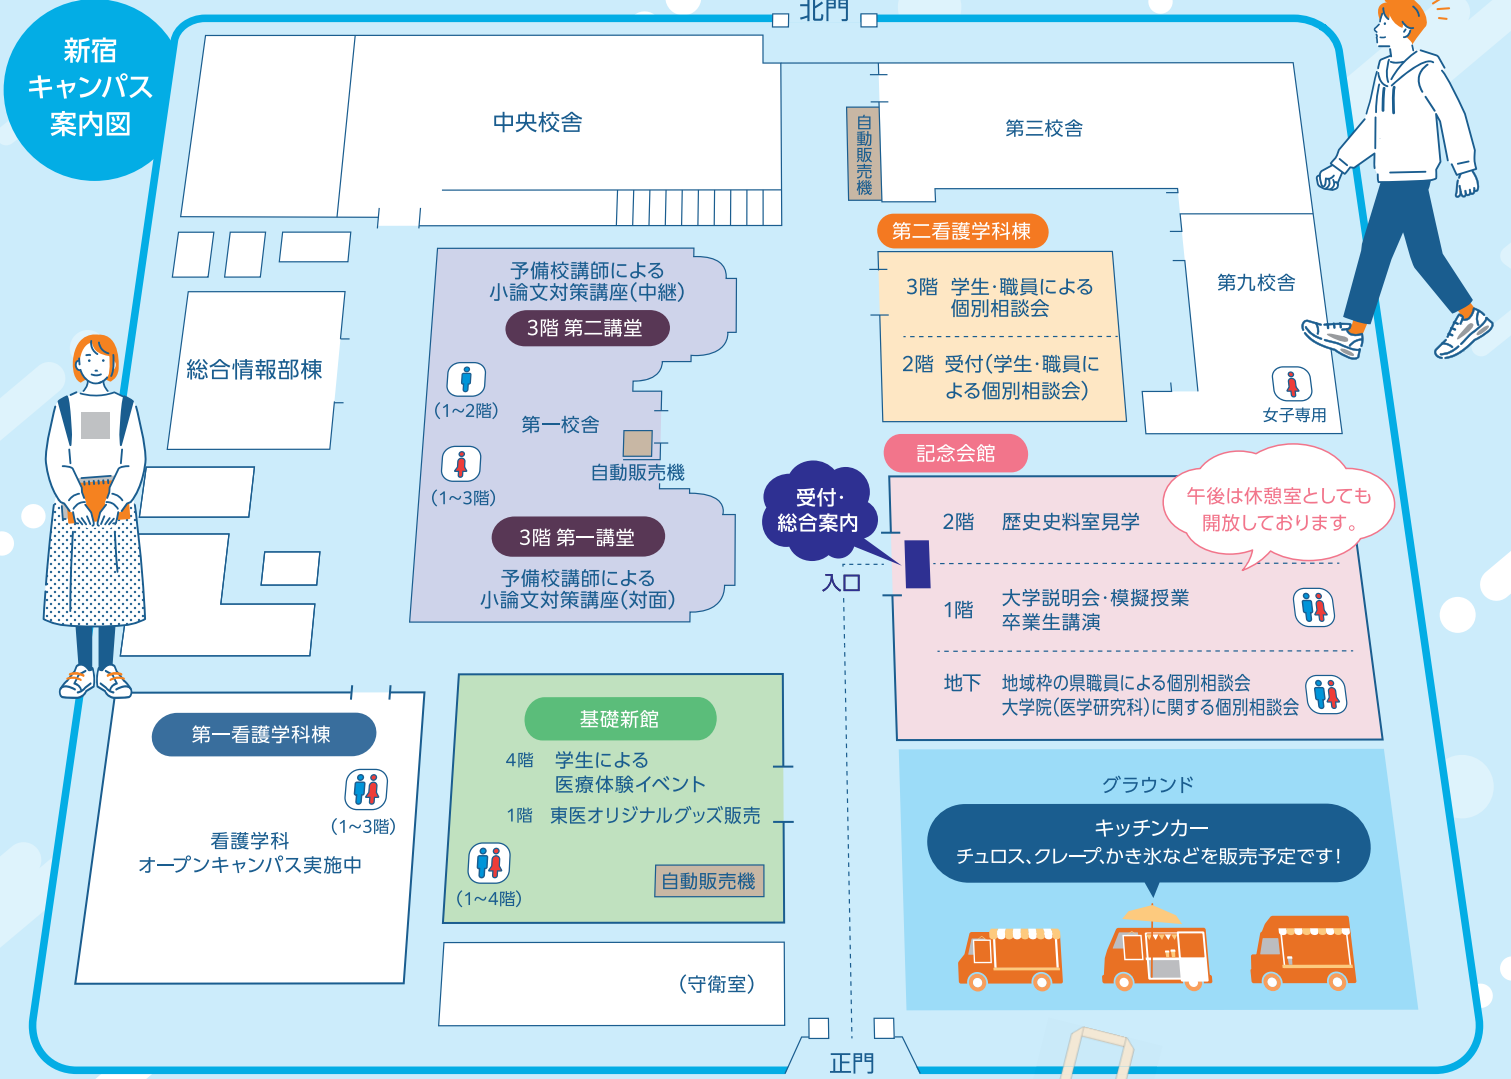 北門
新宿
キャンパス
案内図
中央校舎
自動販売機
第三校舎
第二看護学科棟
3階 学生・職員による
個別相談会
2階 受付(学生・職員に
よる個別相談会)
第九校舎
女子専用
予備校講師による
小論文対策講座(中継)
3階 第二講堂
(1~2階)
第一校舎
自動販売機
(1~3階)
3階 第一講堂
予備校講師による
小論文対策講座(対面)
総合情報部棟
記念会館
受付・
総合案内
入口
2階 歴史史料室見学
午後は休憩室としても
開放しております。
1階 大学説明会・模擬授業
卒業生講演
地下 地域枠の県職員による個別相談会
大学院(医学研究科)に関する個別相談会
第一看護学科棟
(1~3階)
看護学科
オープンキャンパス実施中
基礎新館
4階 学生による
医療体験イベント
1階 東医オリジナルグッズ販売
(1~4階)
自動販売機
グラウンド
キッチンカー
チュロス、クレープ、かき氷などを販売予定です!
(守衛室)
正門